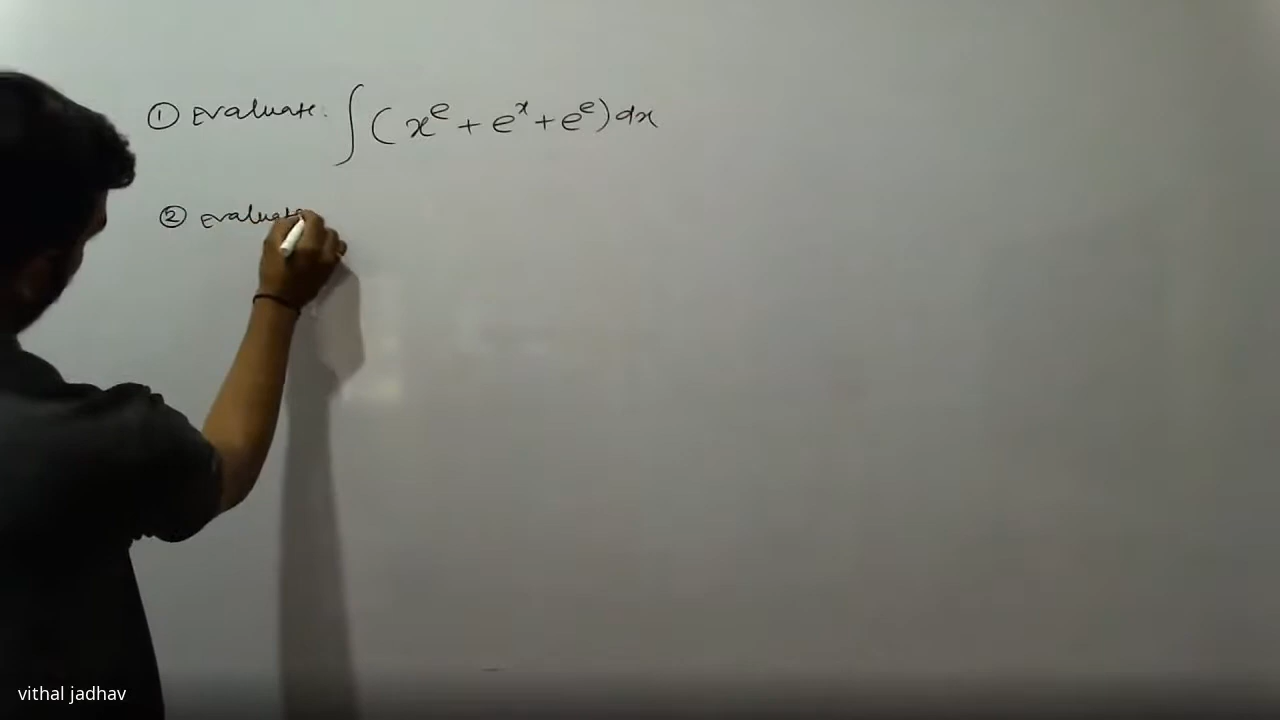 ① Evaluate: ∫(x^e + e^x + e^e) dx
② Evaluate
vithal jadhav